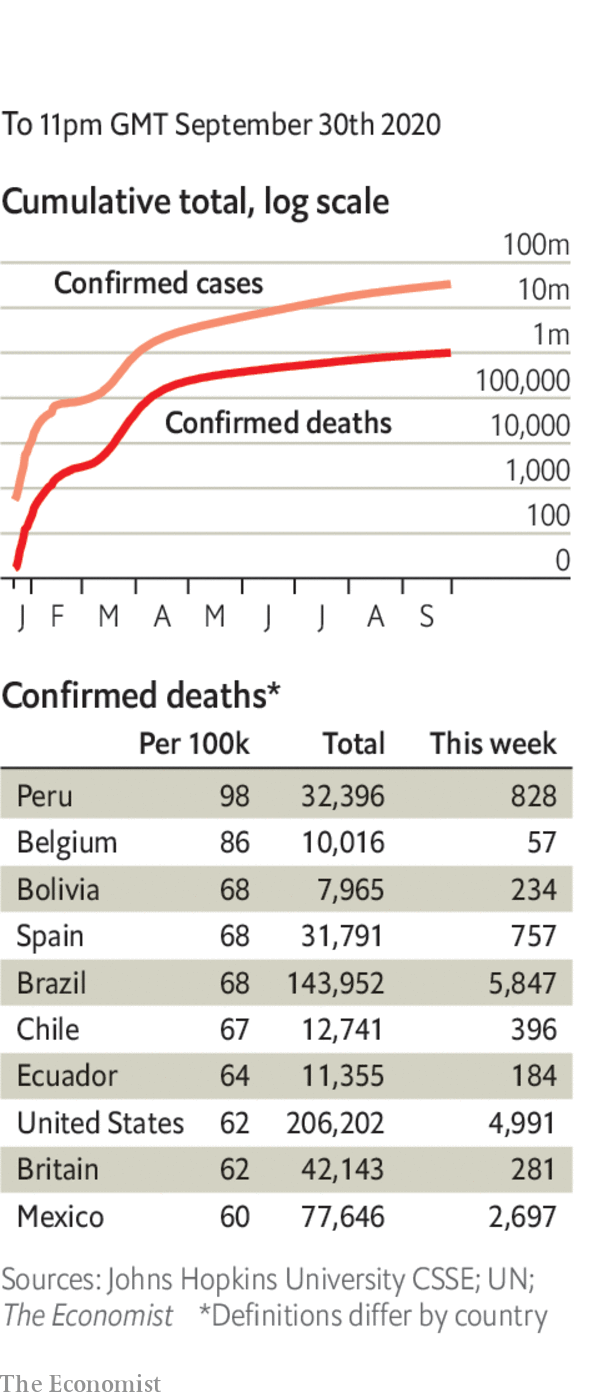 To 11pm GMT September 30th 2020
Cumulative total, log scale
100m
Confirmed cases
10m
1m
100,000
Confirmed deaths
10,000
1,000
100
0
J F M A M J J A S
Confirmed deaths*
Per 100k Total This week
Peru 98 32,396 828
Belgium 86 10,016 57
Bolivia 68 7,965 234
Spain 68 31,791 757
Brazil 68 143,952 5,847
Chile 67 12,741 396
Ecuador 64 11,355 184
United States 62 206,202 4,991
Britain 62 42,143 281
Mexico 60 77,646 2,697
Sources: Johns Hopkins University CSSE; UN;
The Economist *Definitions differ by country
The Economist